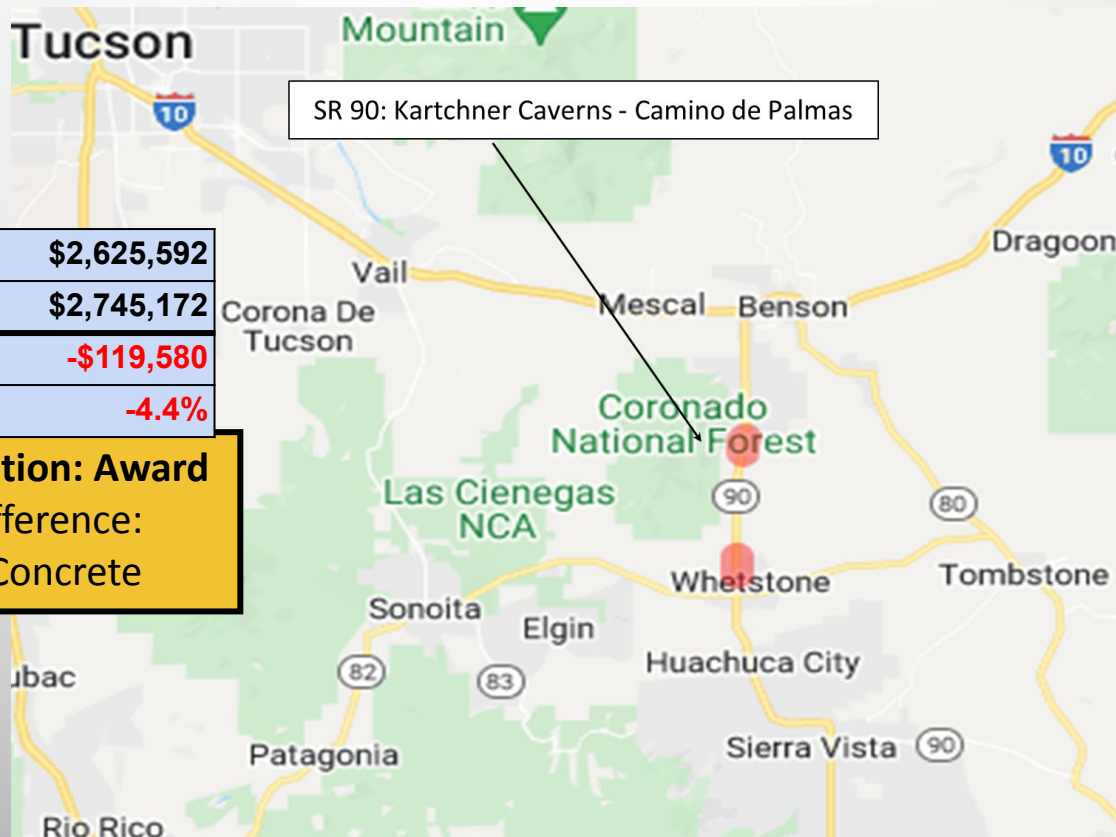 Mountain
Tucson
10
SR 90: Kartchner Caverns - Camino de Palmas
10
Dragoon
$2,625,592
Vail
$2,745,172
Corona De
Tucson
Mescal
Benson
-$119,580
-4.4%
Coronado
National Forest
tion: Award
fference:
Concrete
Las Cienegas
NCA
90
80
Whetstone
Tombstone
Sonoita
Elgin
82
83
Huachuca City
ubac
Patagonia
Sierra Vista
90
Rio Rico